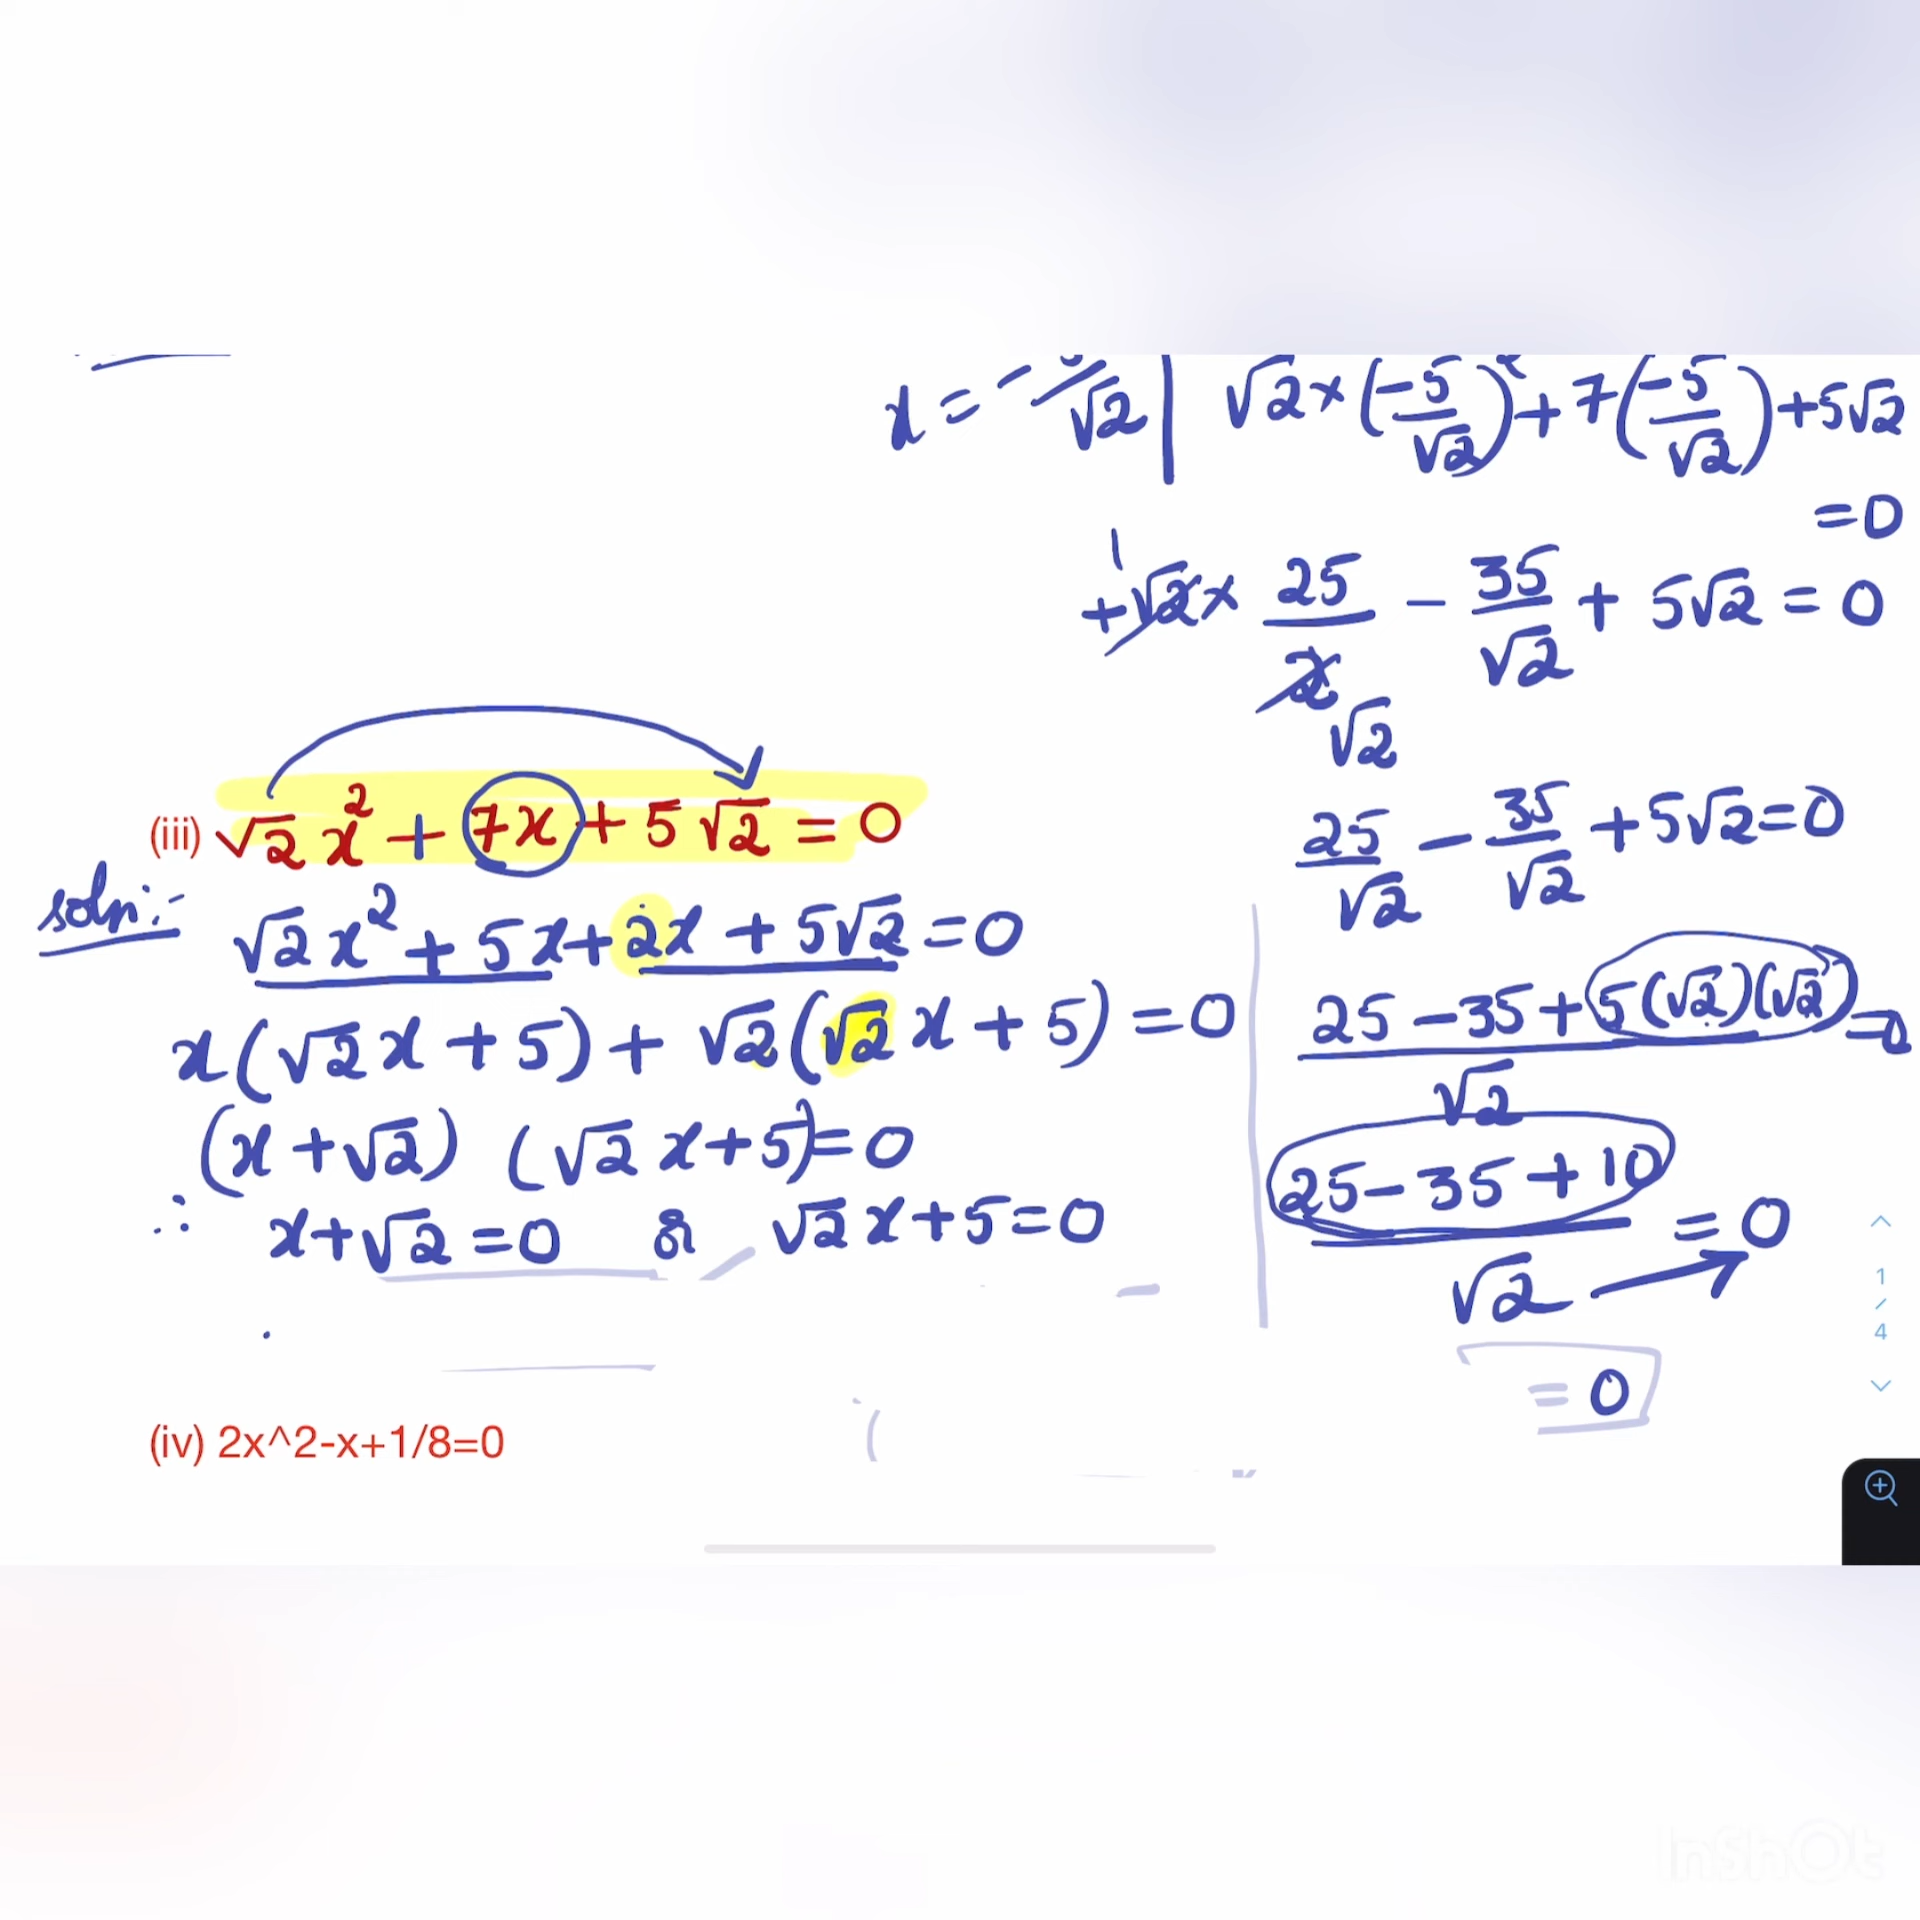 x = -5/√2 | √2 x (-5/√2)² + 7(-5/√2) + 5√2
= 0
1
+√2 x 25/2 - 35/√2 + 5√2 = 0
√2
25/√2 - 35/√2 + 5√2 = 0
25 - 35 + 5(√2)(√2) = 0
√2
25 - 35 + 10 = 0
√2
= 0
(iii) √2 x² + 7x + 5√2 = 0
soln:-
√2 x² + 5x + 2x + 5√2 = 0
x(√2 x + 5) + √2(√2 x + 5) = 0
(x + √2) (√2 x + 5) = 0
∴ x + √2 = 0 or √2 x + 5 = 0
(iv) 2x^2-x+1/8=0
1
/
4
InShOt